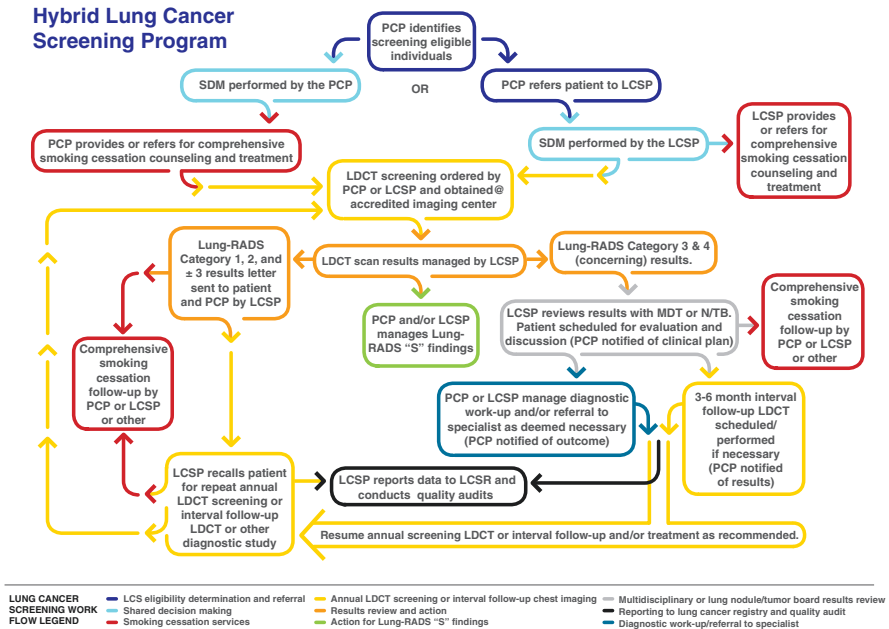 Hybrid Lung Cancer
Screening Program
PCP identifies
screening eligible
individuals
SDM performed by the PCP
OR
PCP refers patient to LCSP
PCP provides or refers for comprehensive
smoking cessation counseling and treatment
SDM performed by the LCSP
LCSP provides
or refers for
comprehensive
smoking cessation
counseling and
treatment
LDCT screening ordered by
PCP or LCSP and obtained@
accredited imaging center
Lung-RADS
Category 1, 2, and
± 3 results letter
sent to patient
and PCP by LCSP
LDCT scan results managed by LCSP
Lung-RADS Category 3 & 4
(concerning) results.
PCP and/or LCSP
manages Lung-
RADS “S” findings
LCSP reviews results with MDT or N/TB.
Patient scheduled for evaluation and
discussion (PCP notified of clinical plan)
Comprehensive
smoking
cessation
follow-up by
PCP or LCSP
or other
Comprehensive
smoking
cessation
follow-up by
PCP or LCSP
or other
PCP or LCSP manage diagnostic
work-up and/or referral to
specialist as deemed necessary
(PCP notified of outcome)
3-6 month interval
follow-up LDCT
scheduled/
performed
if necessary
(PCP notified
of results)
LCSP recalls patient
for repeat annual
LDCT screening or
interval follow-up
LDCT or other
diagnostic study
LCSP reports data to LCSR and
conducts quality audits
Resume annual screening LDCT or interval follow-up and/or treatment as recommended.
LUNG CANCER
SCREENING WORK
FLOW LEGEND
LCS eligibility determination and referral
Shared decision making
Smoking cessation services
Annual LDCT screening or interval follow-up chest imaging
Results review and action
Action for Lung-RADS “S” findings
Multidisciplinary or lung nodule/tumor board results review
Reporting to lung cancer registry and quality audit
Diagnostic work-up/referral to specialist